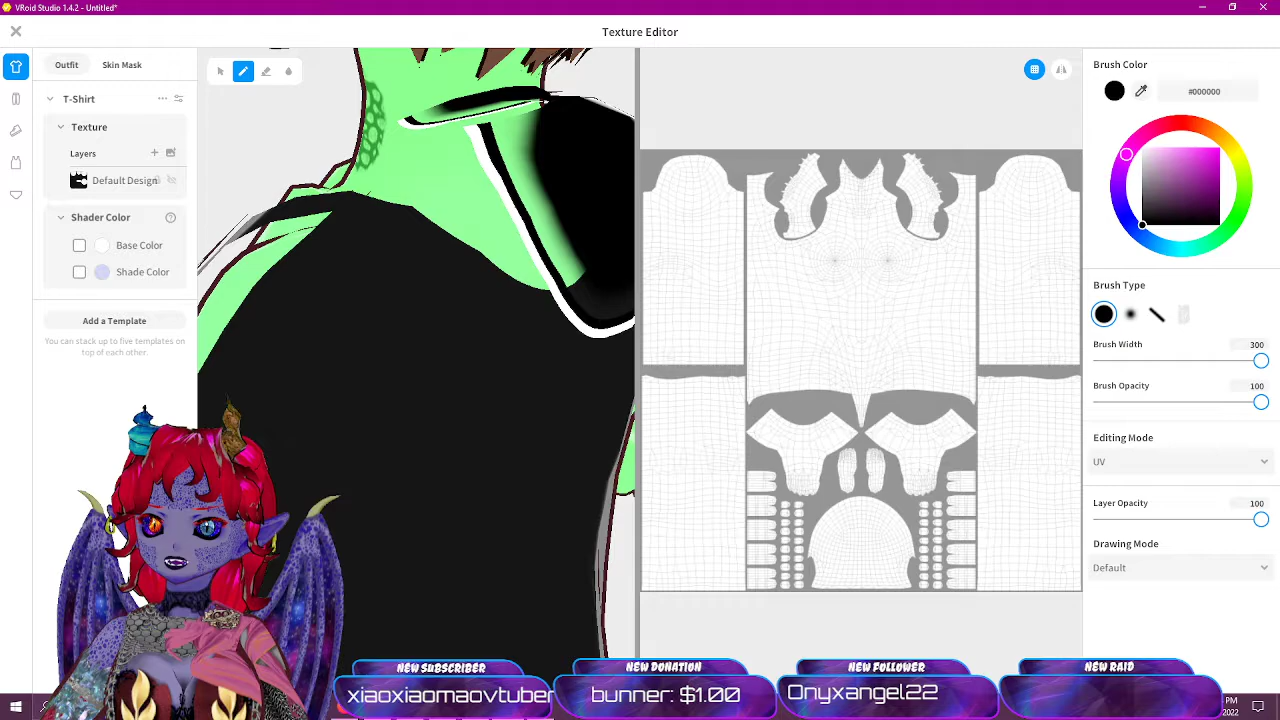 VRoid Studio 1.4.2 - Untitled*
Texture Editor
Outfit
Skin Mask
T-Shirt
Texture
Layers
Default Design
Shader Color
Base Color
Shade Color
Add a Template
You can stack up to five templates on
top of each other.
Brush Color
#000000
Brush Type
Brush Width
300
Brush Opacity
100
Editing Mode
UV
Layer Opacity
100
Drawing Mode
Default
NEW SUBSCRIBER
xiaoxiaomaovtuber
NEW DONATION
bunner: $1.00
NEW FOLLOWER
Onyxangel22
NEW RAID
PM
2022